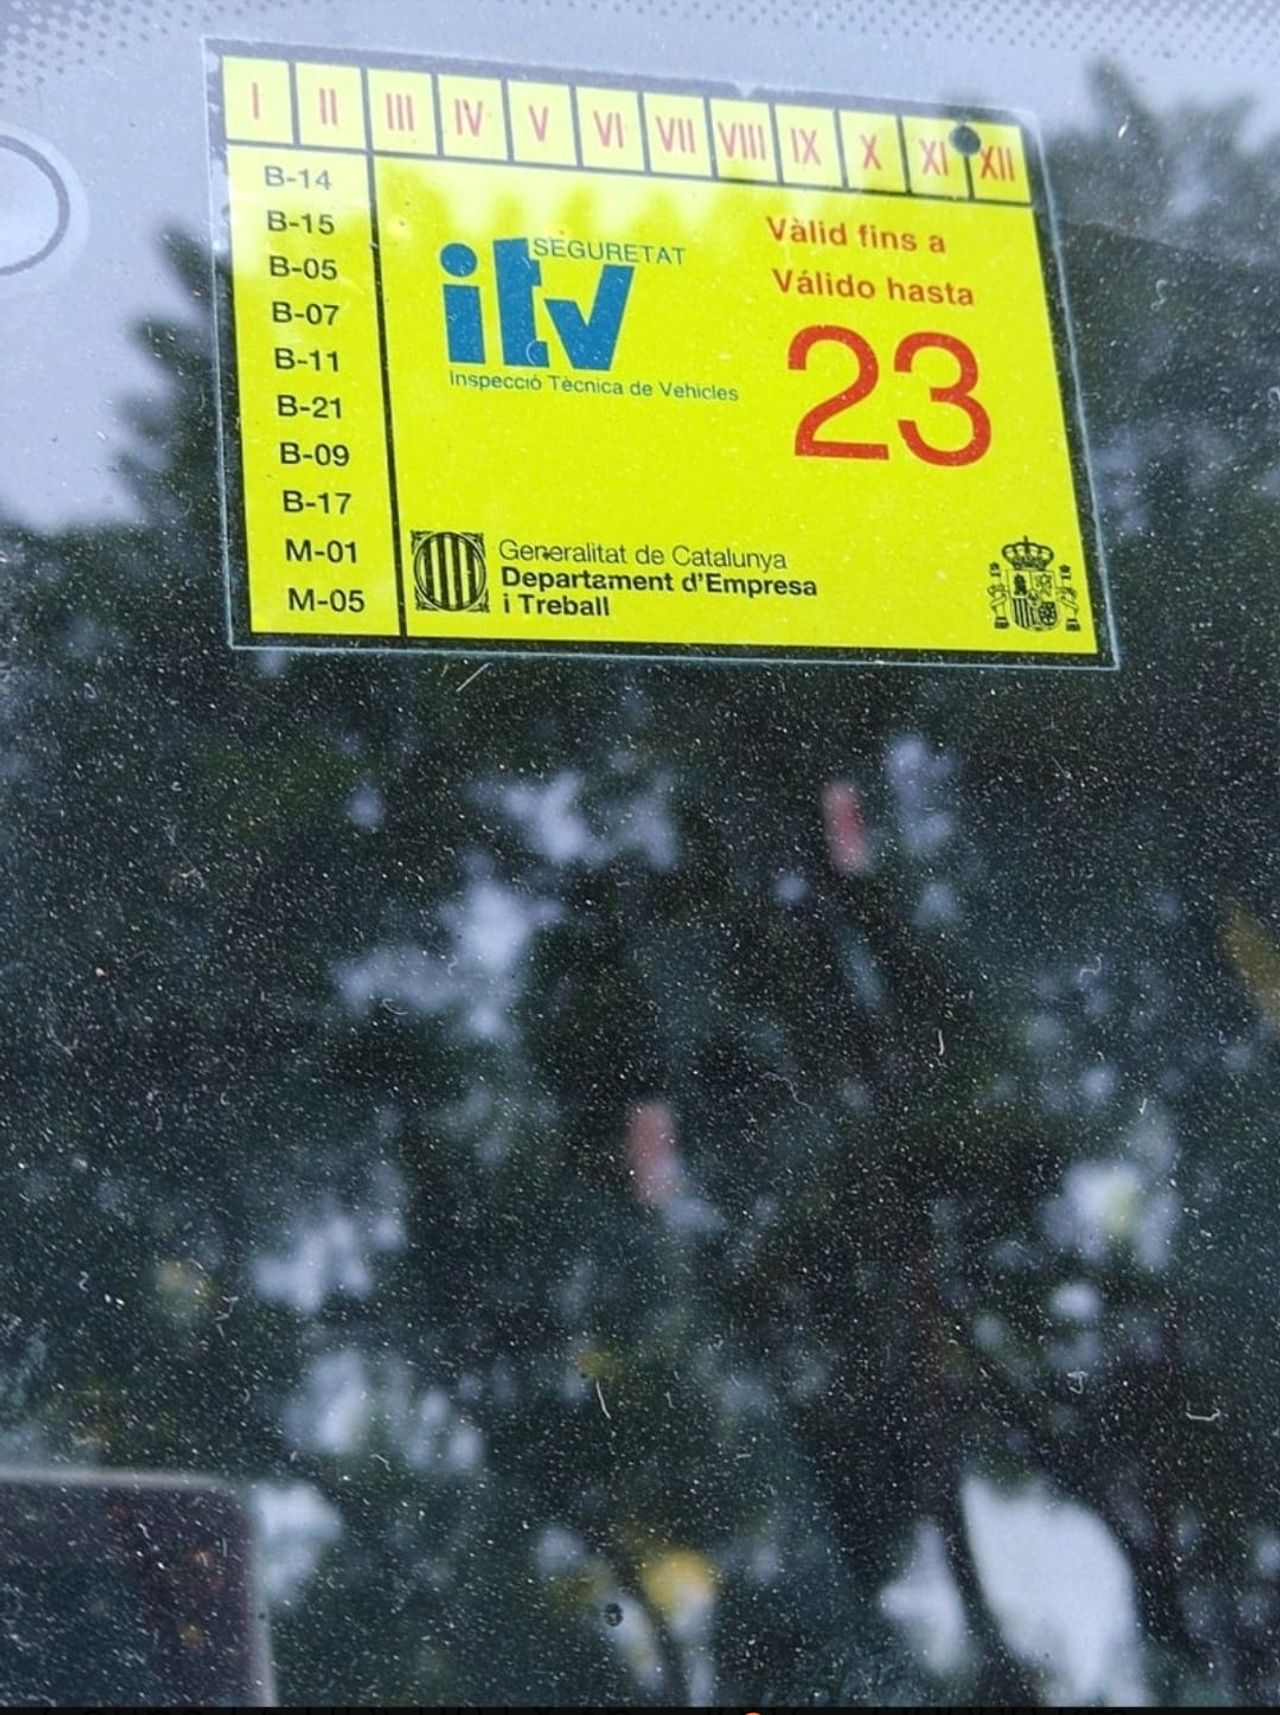 I II III IV V VI VII VIII IX X XI XII
B-14
B-15
B-05
B-07
B-11
B-21
B-09
B-17
M-01
M-05
SEGURETAT
itv
Inspecció Tècnica de Vehicles
Vàlid fins a
Válido hasta
23
Generalitat de Catalunya
Departament d'Empresa
i Treball